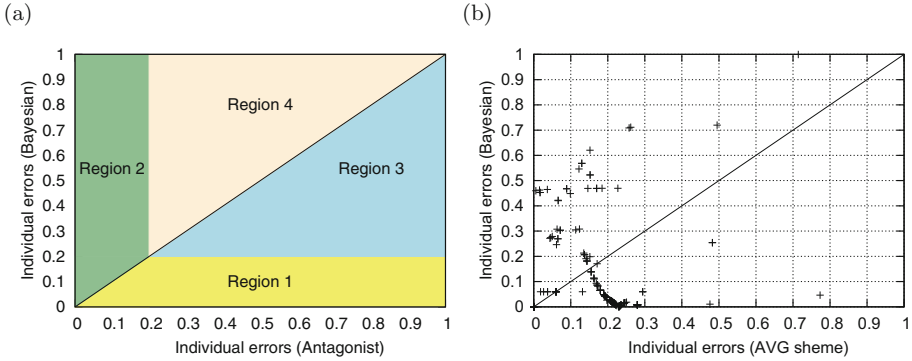 (a)
Individual errors (Bayesian)
1
0.9
0.8
0.7
0.6
0.5
0.4
0.3
0.2
0.1
0
Region 4
Region 2
Region 3
Region 1
0 0.1 0.2 0.3 0.4 0.5 0.6 0.7 0.8 0.9 1
Individual errors (Antagonist)
(b)
Individual errors (Bayesian)
1
0.9
0.8
0.7
0.6
0.5
0.4
0.3
0.2
0.1
0
0 0.1 0.2 0.3 0.4 0.5 0.6 0.7 0.8 0.9 1
Individual errors (AVG sheme)